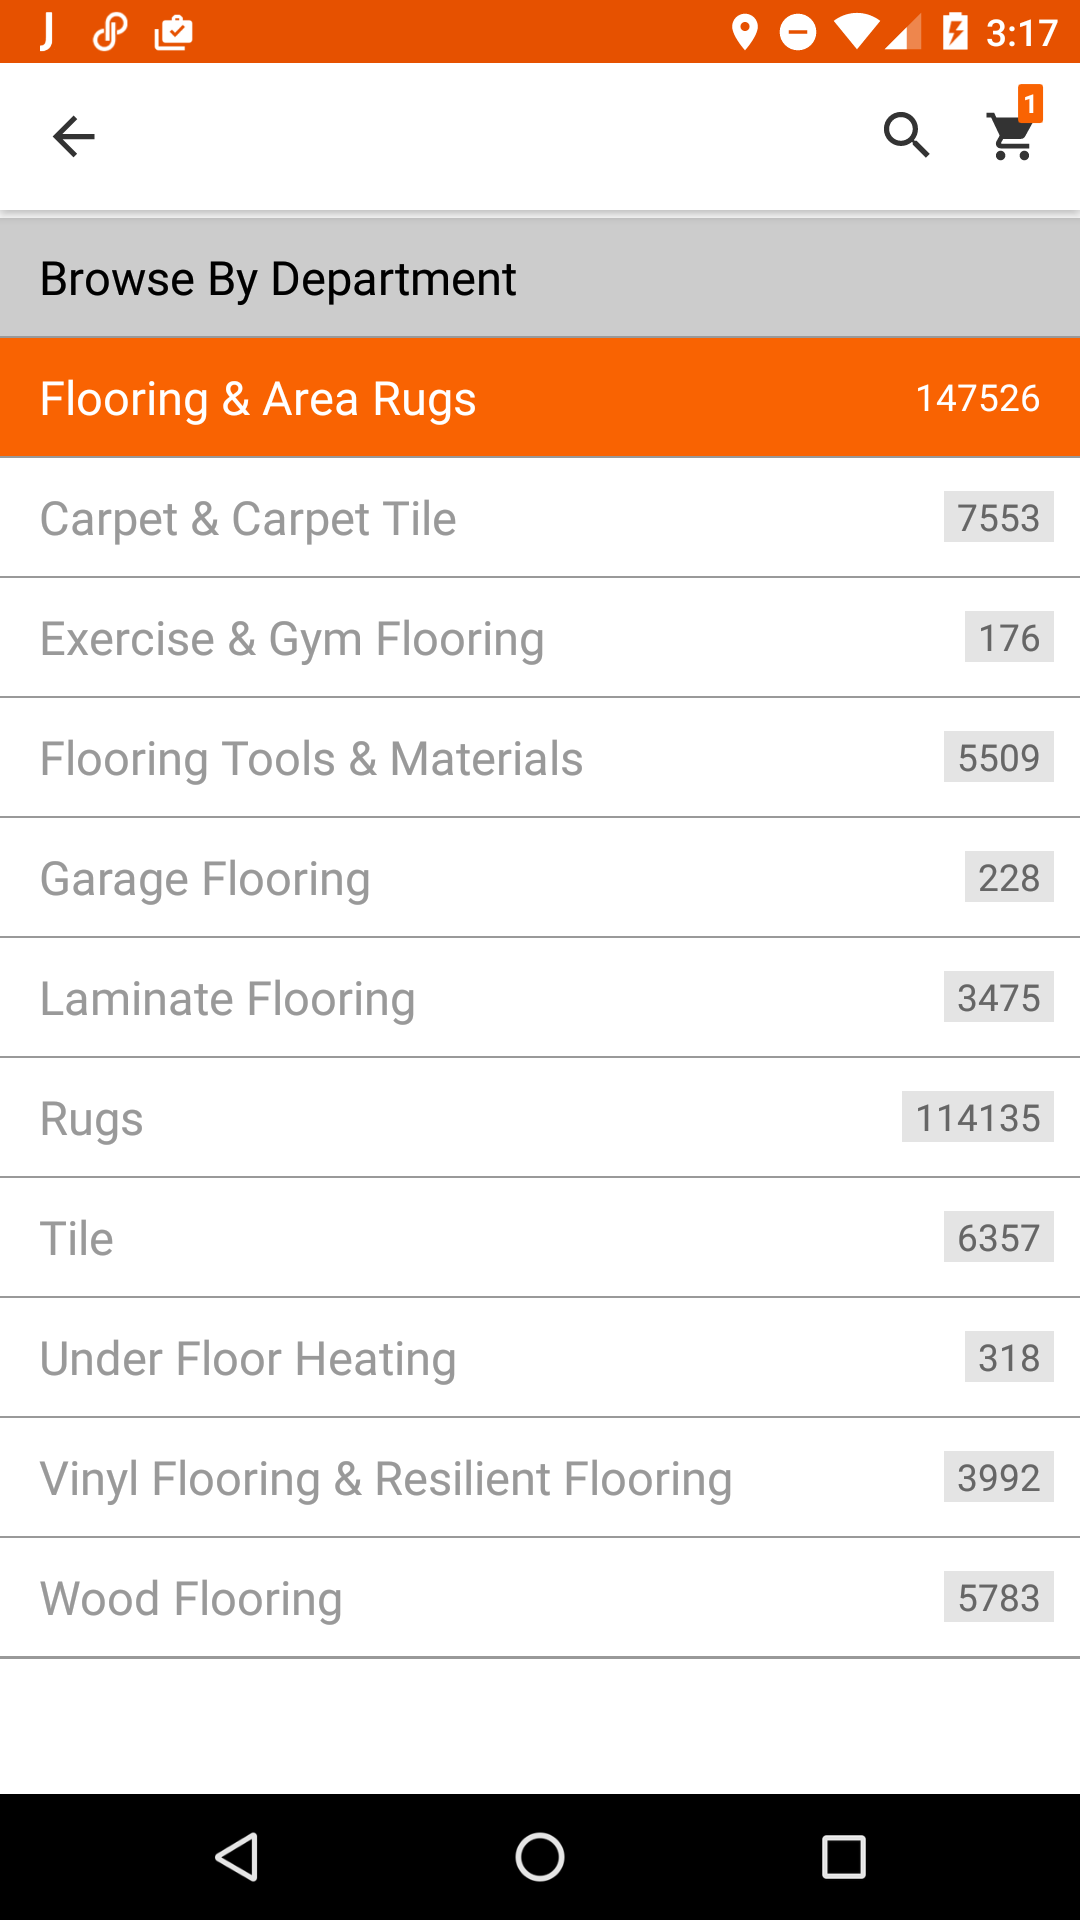 3:17
1
Browse By Department
Flooring & Area Rugs 147526
Carpet & Carpet Tile 7553
Exercise & Gym Flooring 176
Flooring Tools & Materials 5509
Garage Flooring 228
Laminate Flooring 3475
Rugs 114135
Tile 6357
Under Floor Heating 318
Vinyl Flooring & Resilient Flooring 3992
Wood Flooring 5783